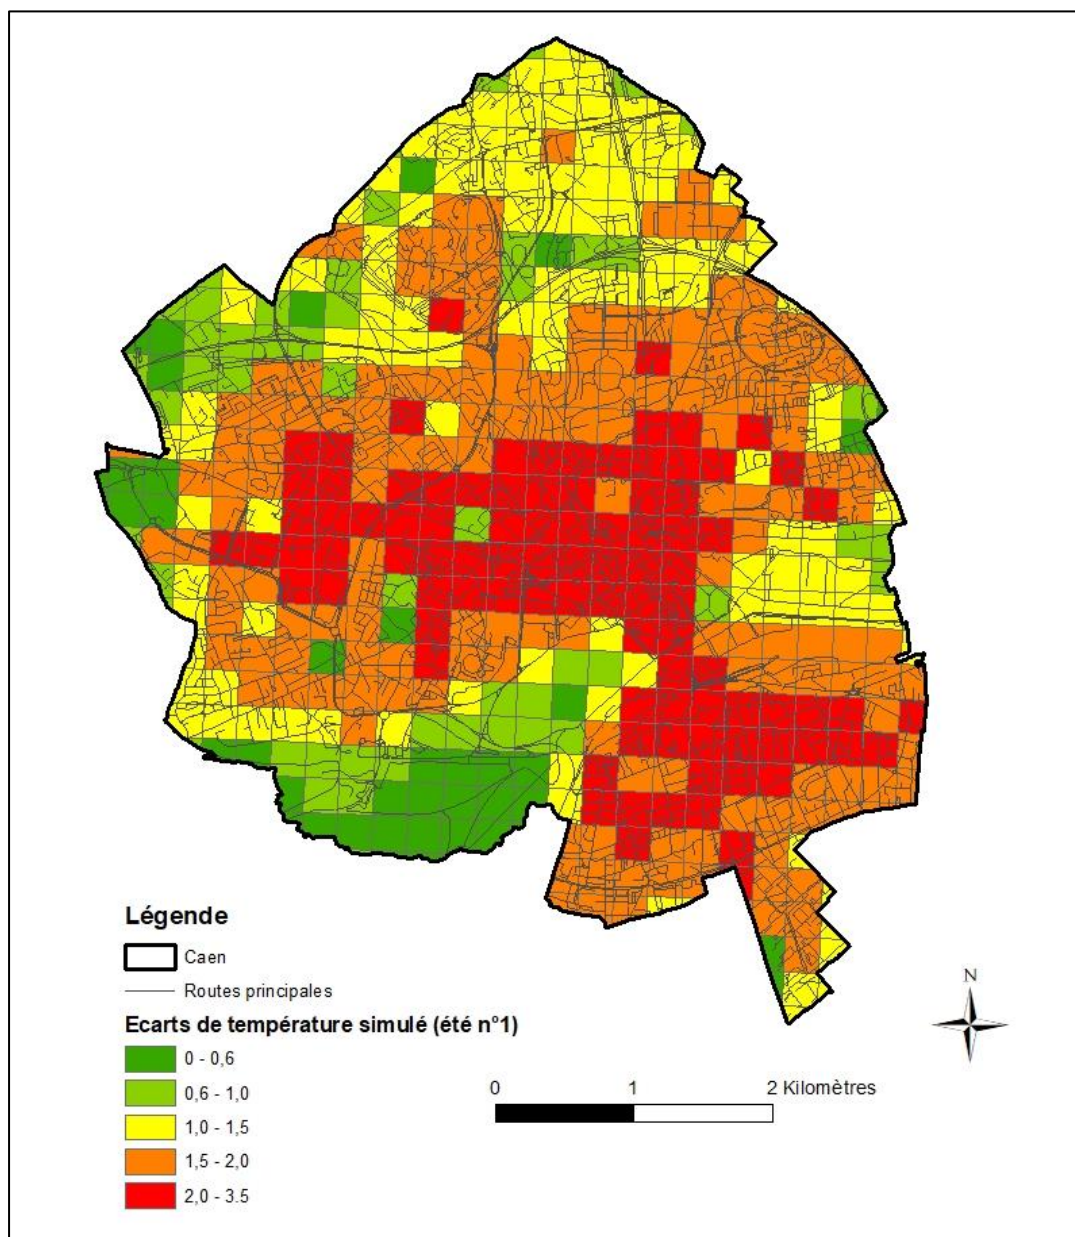 Légende
Caen
Routes principales
Ecarts de température simulé (été n°1)
0 - 0,6
0,6 - 1,0
1,0 - 1,5
1,5 - 2,0
2,0 - 3.5
N
0 1 2 Kilomètres